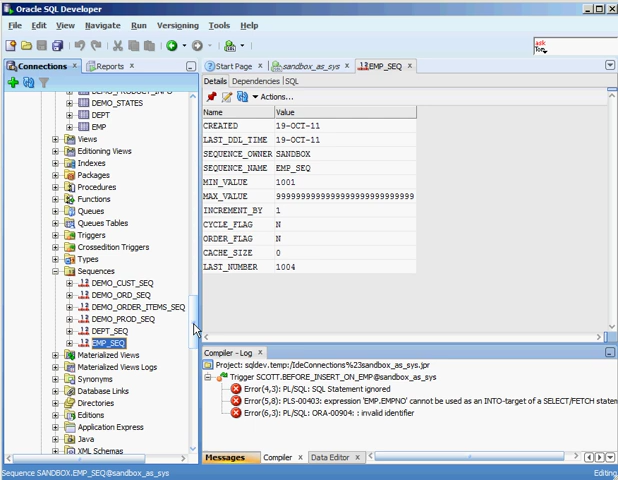 Oracle SQL Developer
File Edit View Navigate Run Versioning Tools Help
ask
Tom
Connections x Reports x
Start Page x sandbox_as_sys x EMP_SEQ x
Details Dependencies SQL
Actions...
DEMO_PRODUCT_INFO
DEMO_STATES
DEPT
EMP
Views
Editioning Views
Indexes
Packages
Procedures
Functions
Queues
Queues Tables
Triggers
Crossedition Triggers
Types
Sequences
DEMO_CUST_SEQ
DEMO_ORD_SEQ
DEMO_ORDER_ITEMS_SEQ
DEMO_PROD_SEQ
DEPT_SEQ
EMP_SEQ
Materialized Views
Materialized Views Logs
Synonyms
Database Links
Directories
Editions
Application Express
Java
XML Schemas
Name Value
CREATED 19-OCT-11
LAST_DDL_TIME 19-OCT-11
SEQUENCE_OWNER SANDBOX
SEQUENCE_NAME EMP_SEQ
MIN_VALUE 1001
MAX_VALUE 9999999999999999999999999999
INCREMENT_BY 1
CYCLE_FLAG N
ORDER_FLAG N
CACHE_SIZE 0
LAST_NUMBER 1004
Compiler - Log x
Project: sqldev.temp:/IdeConnections%23sandbox_as_sys.jpr
Trigger SCOTT.BEFORE_INSERT_ON_EMP@sandbox_as_sys
Error(4,3): PL/SQL: SQL Statement ignored
Error(5,8): PLS-00403: expression 'EMP.EMPNO' cannot be used as an INTO-target of a SELECT/FETCH statem
Error(6,3): PL/SQL: ORA-00904: : invalid identifier
Messages Compiler x Data Editor x
Sequence SANDBOX.EMP_SEQ@sandbox_as_sys
Editing